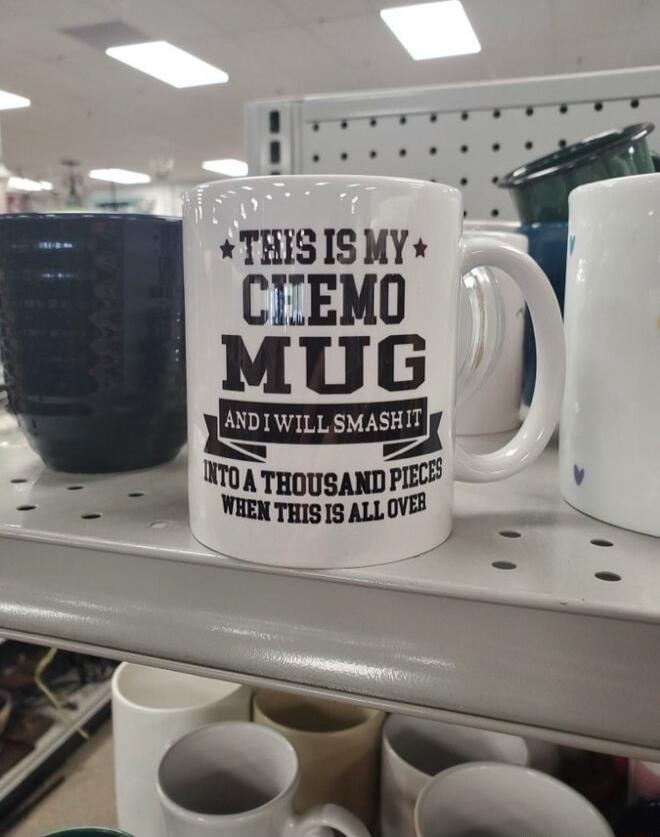 THIS IS MY
CHEMO
MUG
AND I WILL SMASH IT
INTO A THOUSAND PIECES
WHEN THIS IS ALL OVER